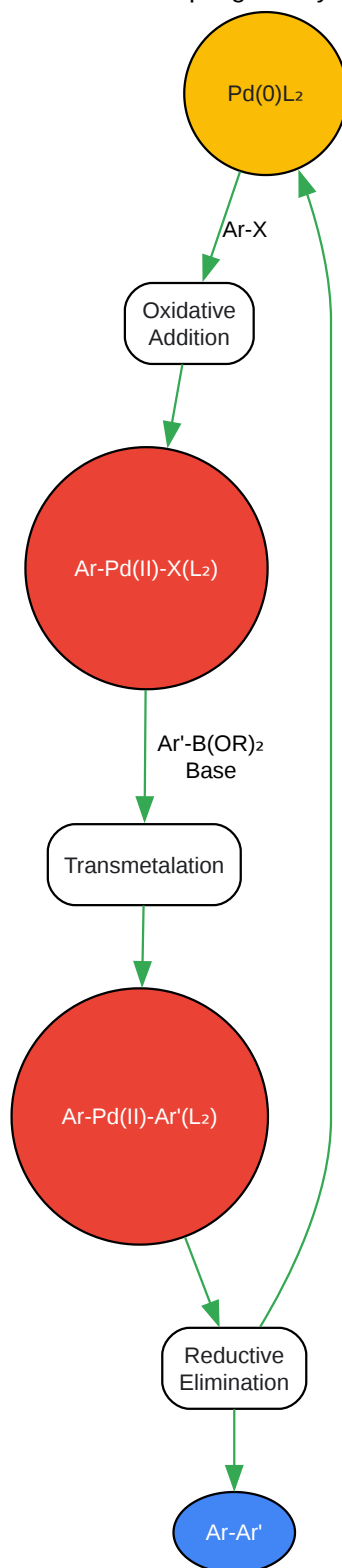 Pd(0)L₂
Ar-X
Oxidative
Addition
Ar-Pd(II)-X(L₂)
Ar'-B(OR)₂
Base
Transmetalation
Ar-Pd(II)-Ar'(L₂)
Reductive
Elimination
Ar-Ar'